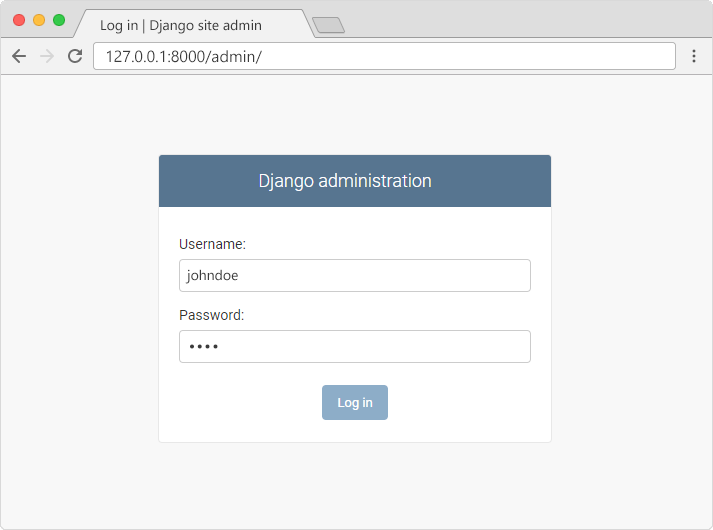 Log in | Django site admin
127.0.0.1:8000/admin/
Django administration
Username:
johndoe
Password:
••••
Log in